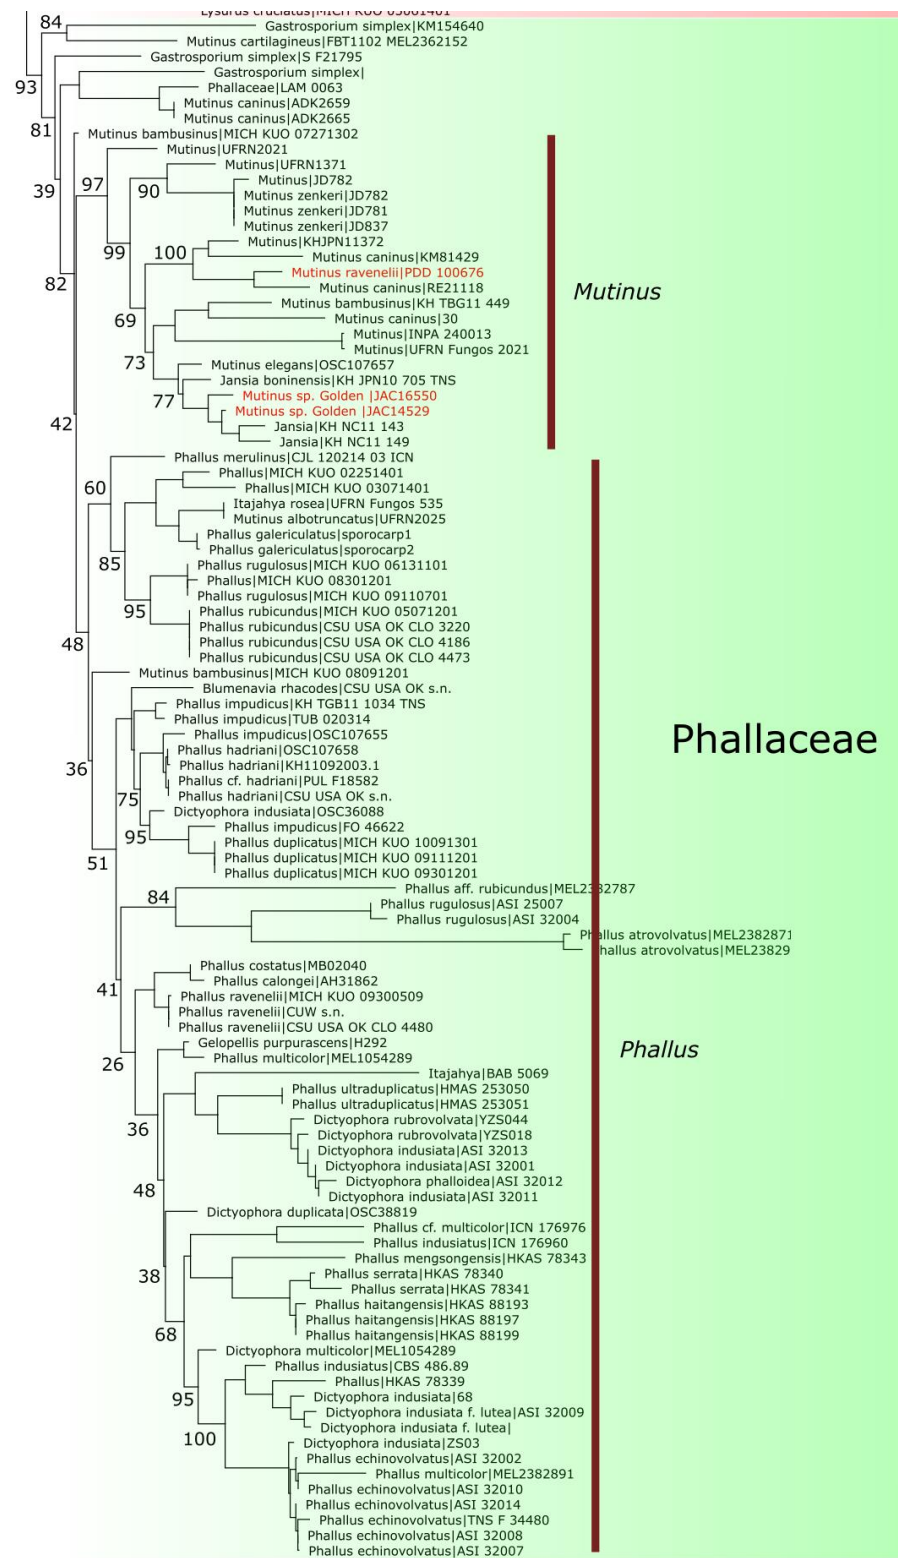 Lysurus cruciatus|MICH KUO 05061401
84
Gastrosporium simplex|KM154640
Mutinus cartilagineus|FBT1102 MEL2362152
Gastrosporium simplex|S F21795
Gastrosporium simplex|
93
Phallaceae|LAM 0063
Mutinus caninus|ADK2659
Mutinus caninus|ADK2665
81
Mutinus bambusinus|MICH KUO 07271302
Mutinus|UFRN2021
Mutinus|UFRN1371
97
Mutinus|JD782
39
90
Mutinus zenkeri|JD782
Mutinus zenkeri|JD781
Mutinus zenkeri|JD837
Mutinus|KHJPN11372
99
100
Mutinus caninus|KM81429
Mutinus ravenelii|PDD 100676
82
Mutinus caninus|RE21118
Mutinus
Mutinus bambusinus|KH TBG11 449
Mutinus caninus|30
69
Mutinus|INPA 240013
Mutinus|UFRN Fungos 2021
73
Mutinus elegans|OSC107657
Jansia boninensis|KH JPN10 705 TNS
Mutinus sp. Golden |JAC16550
77
Mutinus sp. Golden |JAC14529
42
Jansia|KH NC11 143
Jansia|KH NC11 149
Phallus merulinus|CJL 120214 03 ICN
Phallus|MICH KUO 02251401
60
Phallus|MICH KUO 03071401
Itajahya rosea|UFRN Fungos 535
Mutinus albotruncatus|UFRN2025
Phallus galericulatus|sporocarp1
Phallus galericulatus|sporocarp2
85
Phallus rugulosus|MICH KUO 06131101
Phallus|MICH KUO 08301201
Phallus rugulosus|MICH KUO 09110701
95
Phallus rubicundus|MICH KUO 05071201
Phallus rubicundus|CSU USA OK CLO 3220
48
Phallus rubicundus|CSU USA OK CLO 4186
Phallus rubicundus|CSU USA OK CLO 4473
Mutinus bambusinus|MICH KUO 08091201
Blumenavia rhacodes|CSU USA OK s.n.
Phallus impudicus|KH TGB11 1034 TNS
Phallus impudicus|TUB 020314
Phallus impudicus|OSC107655
Phallaceae
Phallus hadriani|OSC107658
Phallus hadriani|KH11092003.1
36
Phallus cf. hadriani|PUL F18582
Phallus hadriani|CSU USA OK s.n.
75
Dictyophora indusiata|OSC36088
Phallus impudicus|FO 46622
95
Phallus duplicatus|MICH KUO 10091301
Phallus duplicatus|MICH KUO 09111201
51
Phallus duplicatus|MICH KUO 09301201
Phallus aff. rubicundus|MEL2382787
84
Phallus rugulosus|ASI 25007
Phallus rugulosus|ASI 32004
Phallus atrovolvatus|MEL2382871
Phallus atrovolvatus|MEL23829
Phallus costatus|MB02040
Phallus calongei|AH31862
41
Phallus ravenelii|MICH KUO 09300509
Phallus ravenelii|CUW s.n.
Phallus ravenelii|CSU USA OK CLO 4480
Gelopellis purpurascens|H292
Phallus
Phallus multicolor|MEL1054289
26
Itajahya|BAB 5069
Phallus ultraduplicatus|HMAS 253050
Phallus ultraduplicatus|HMAS 253051
Dictyophora rubrovolvata|YZS044
36
Dictyophora rubrovolvata|YZS018
Dictyophora indusiata|ASI 32013
Dictyophora indusiata|ASI 32001
Dictyophora phalloidea|ASI 32012
48
Dictyophora indusiata|ASI 32011
Dictyophora duplicata|OSC38819
Phallus cf. multicolor|ICN 176976
Phallus indusiatus|ICN 176960
Phallus mengsongensis|HKAS 78343
38
Phallus serrata|HKAS 78340
Phallus serrata|HKAS 78341
Phallus haitangensis|HKAS 88193
Phallus haitangensis|HKAS 88197
68
Phallus haitangensis|HKAS 88199
Dictyophora multicolor|MEL1054289
Phallus indusiatus|CBS 486.89
Phallus|HKAS 78339
95
Dictyophora indusiata|68
Dictyophora indusiata f. lutea|ASI 32009
Dictyophora indusiata f. lutea|
100
Dictyophora indusiata|ZS03
Phallus echinovolvatus|ASI 32002
Phallus multicolor|MEL2382891
Phallus echinovolvatus|ASI 32010
Phallus echinovolvatus|ASI 32014
Phallus echinovolvatus|TNS F 34480
Phallus echinovolvatus|ASI 32008
Phallus echinovolvatus|ASI 32007